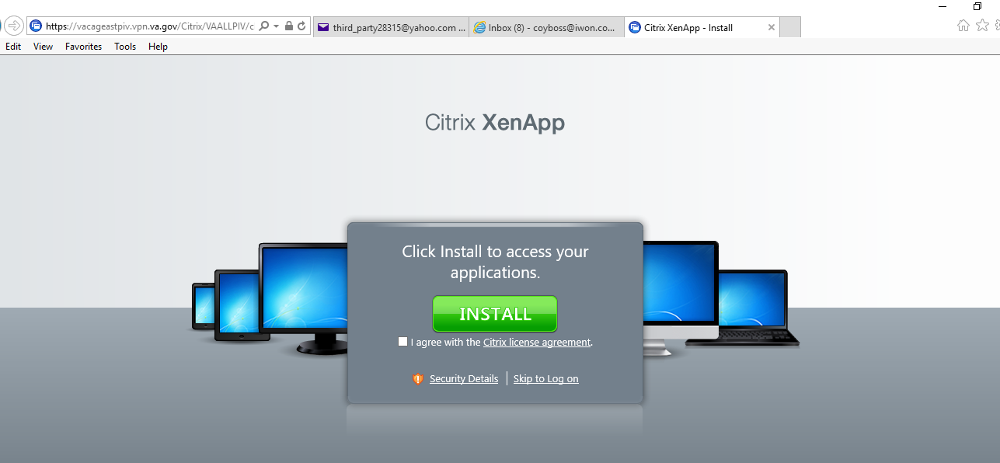 https://vacageastpiv.vpn.va.gov/Citrix/VAALLPIV/c
third_party28315@yahoo.com ...
Inbox (8) - coyboss@iwon.co...
Citrix XenApp - Install
Edit View Favorites Tools Help
Citrix XenApp
Click Install to access your
applications.
INSTALL
I agree with the Citrix license agreement.
Security Details | Skip to Log on